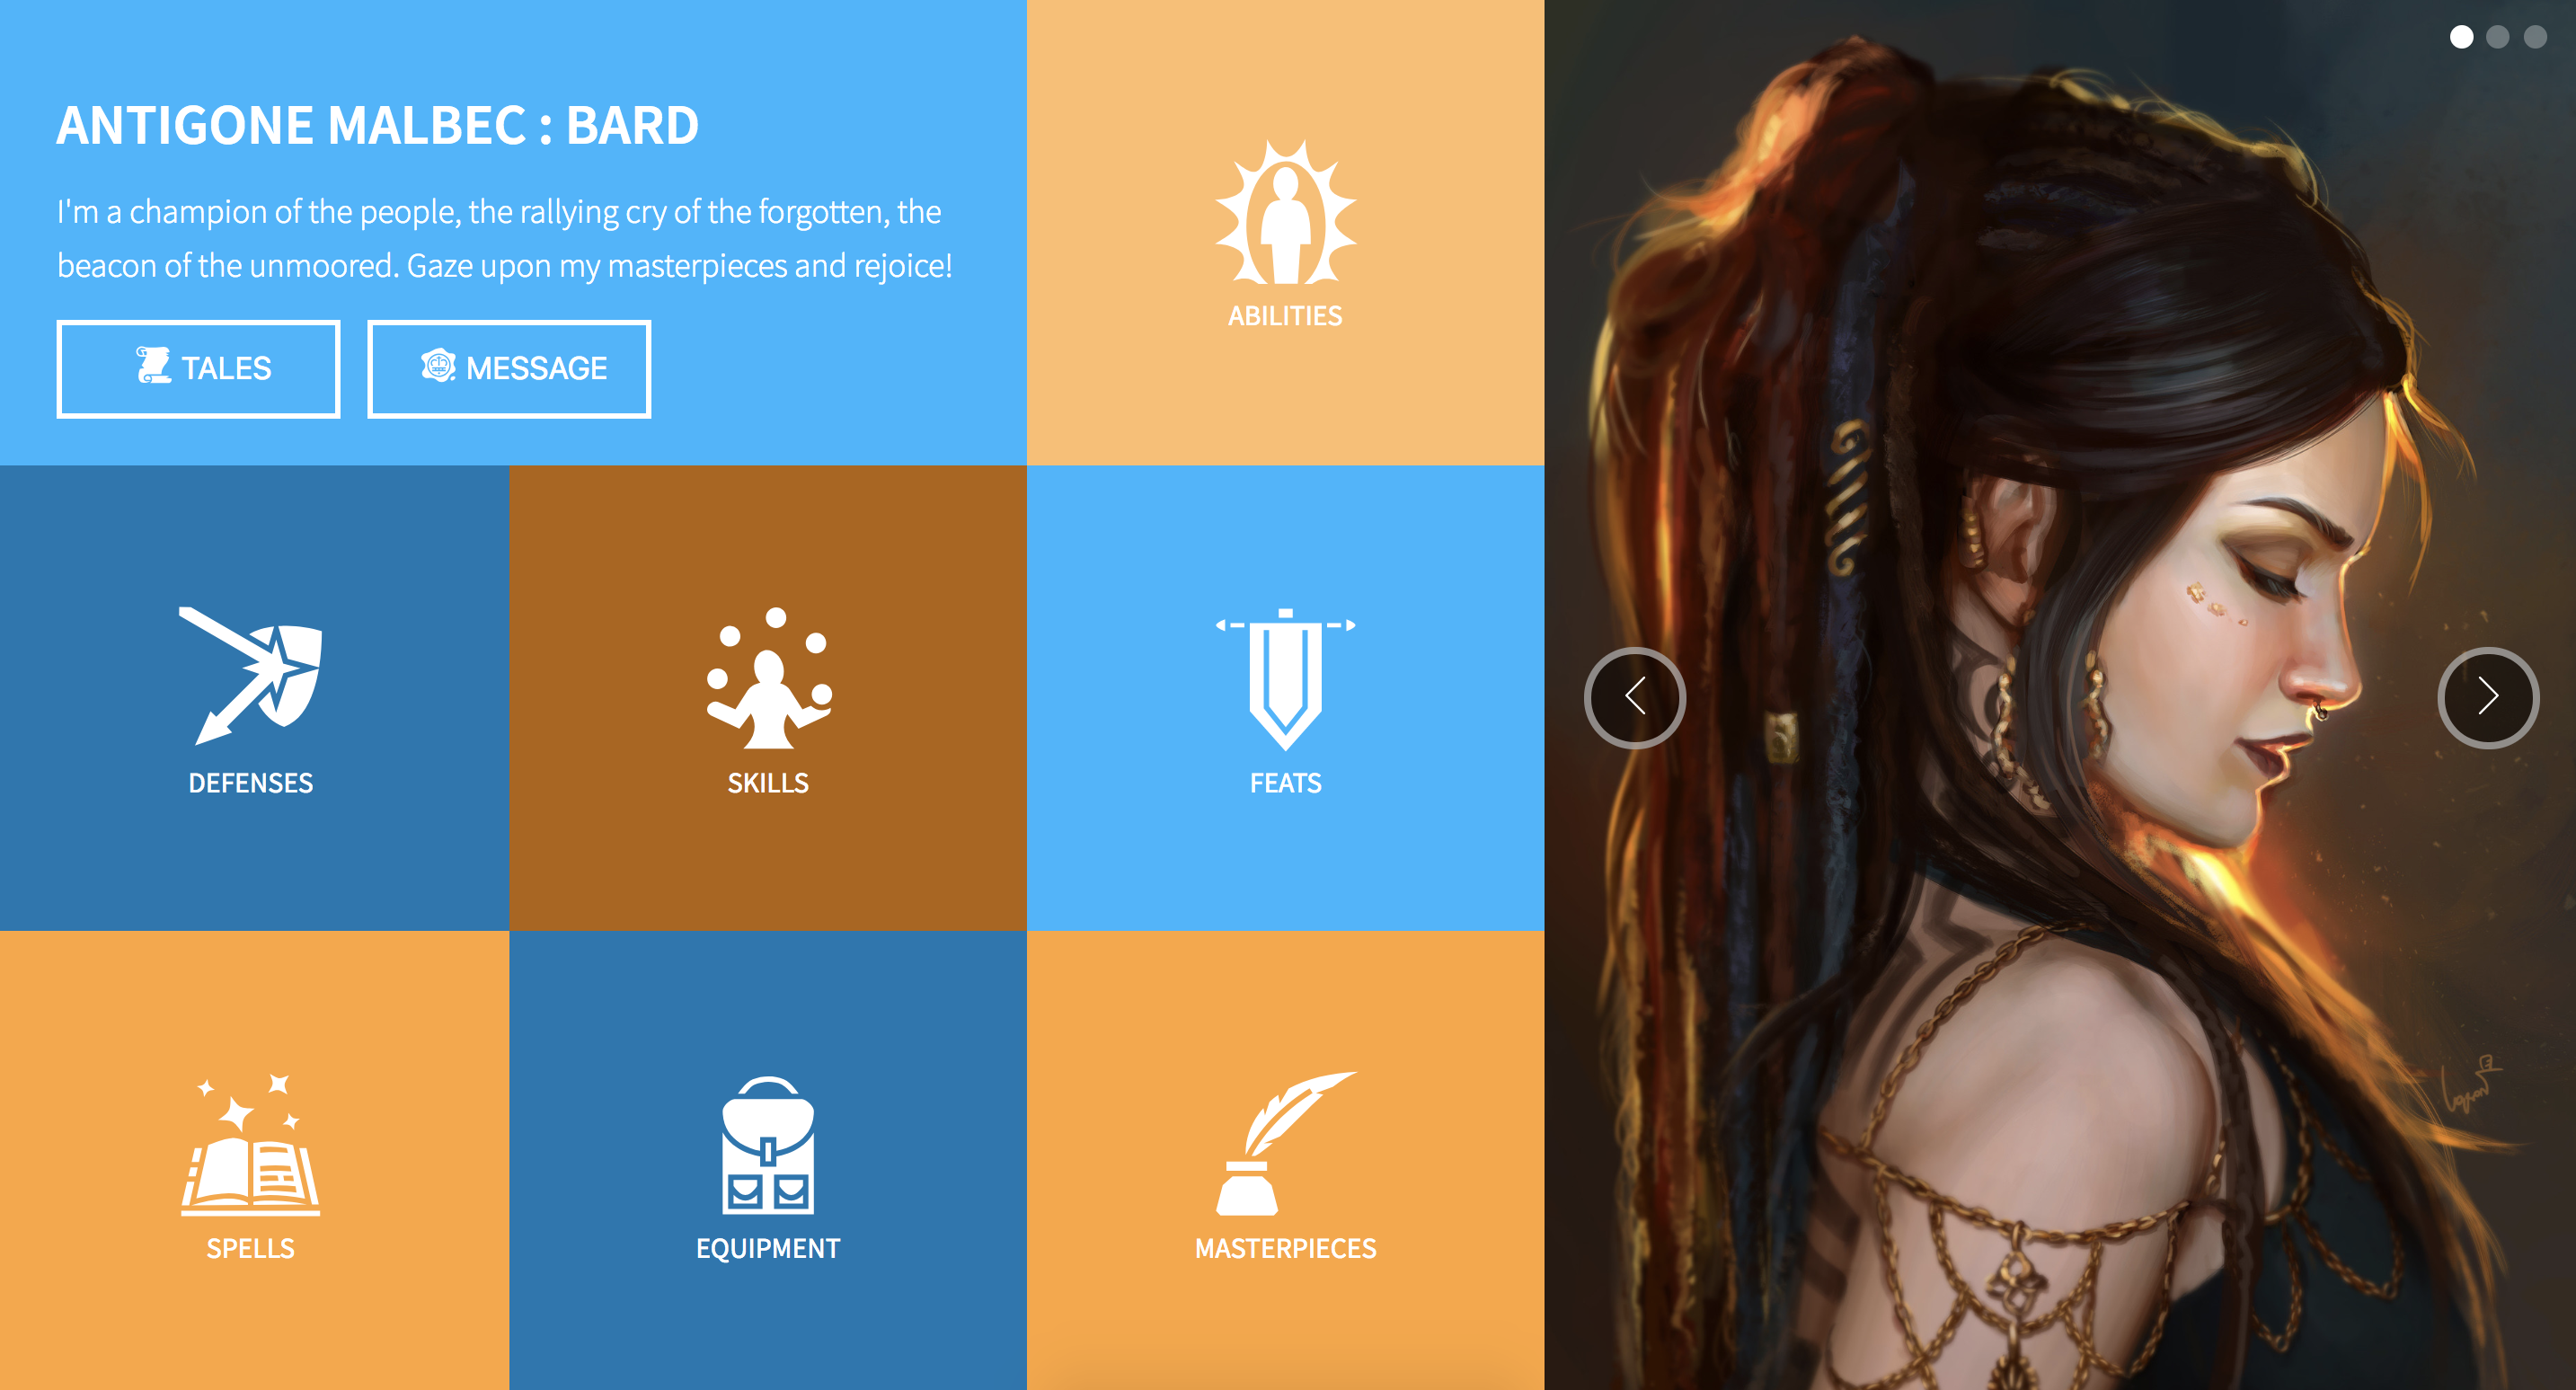 ANTIGONE MALBEC : BARD
I'm a champion of the people, the rallying cry of the forgotten, the
beacon of the unmoored. Gaze upon my masterpieces and rejoice!
TALES
MESSAGE
ABILITIES
DEFENSES
SKILLS
FEATS
SPELLS
EQUIPMENT
MASTERPIECES